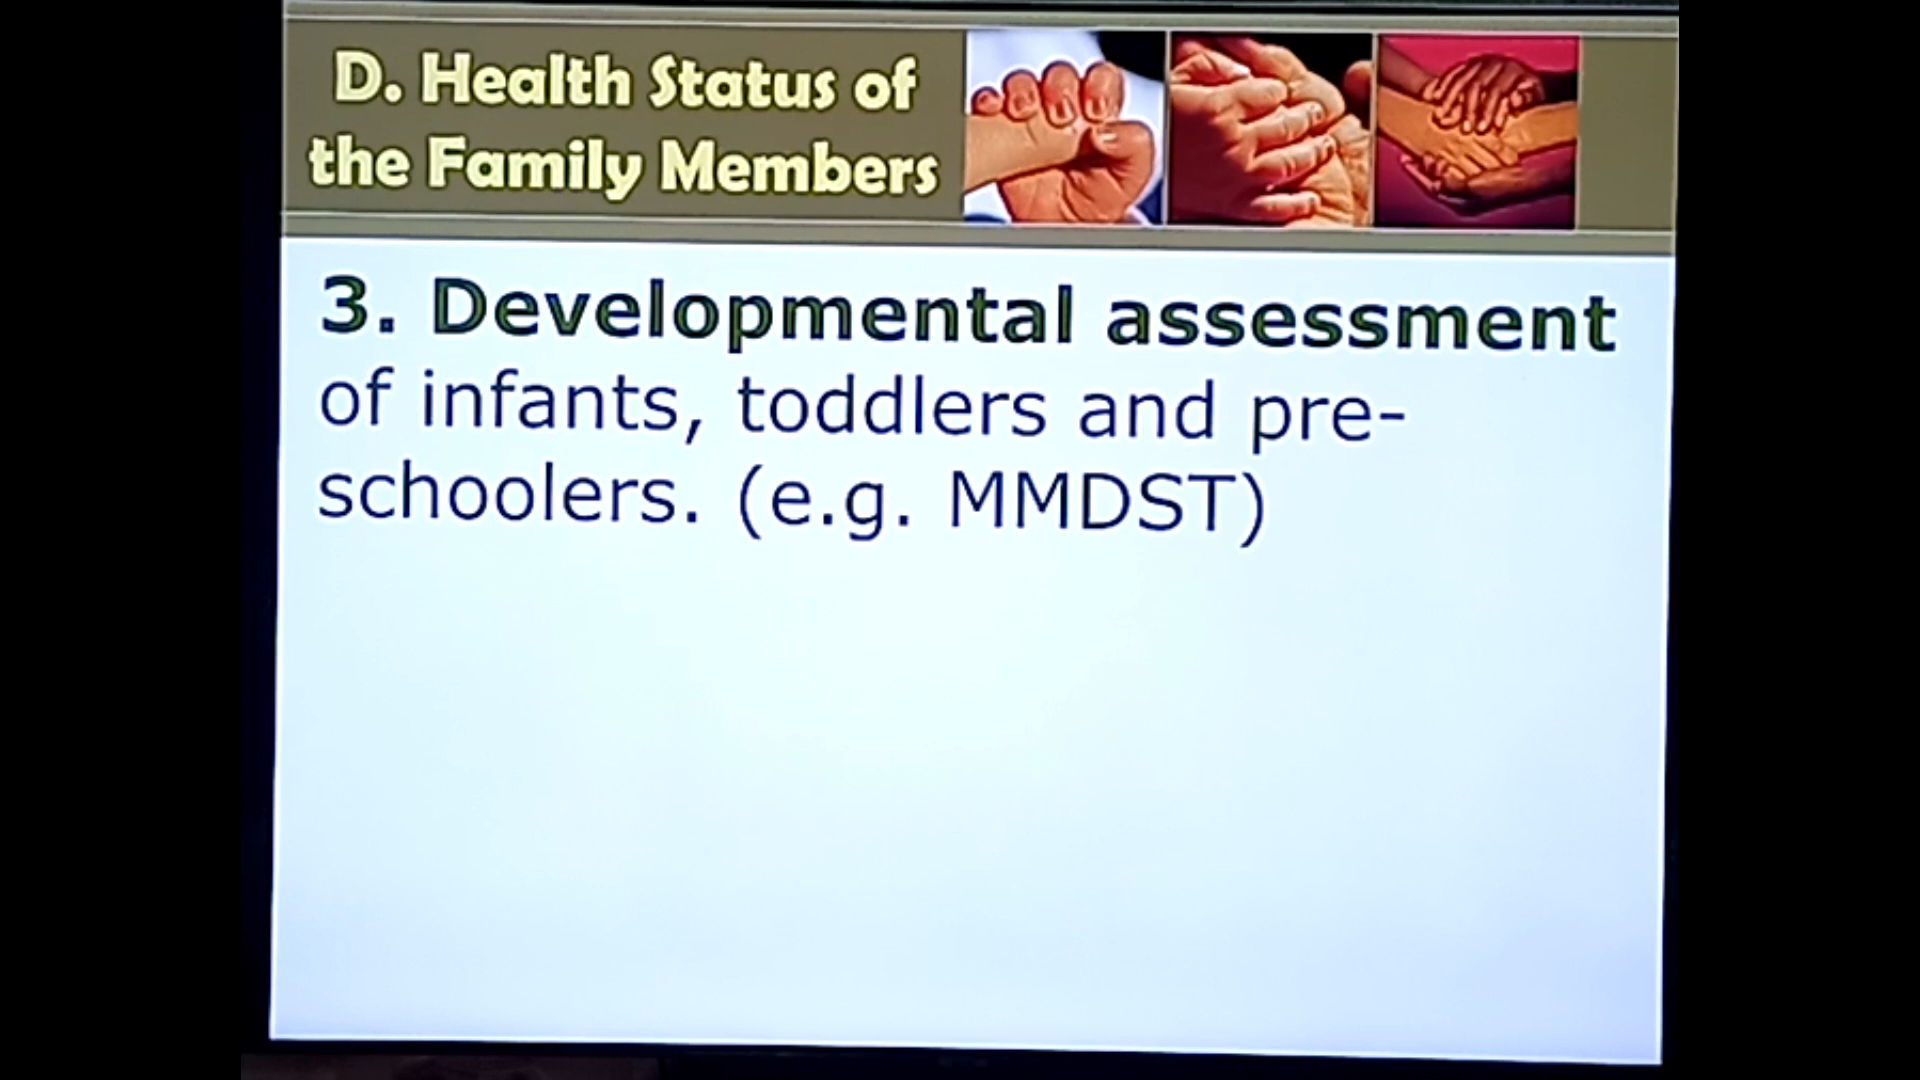 D. Health Status of
the Family Members
3. Developmental assessment
of infants, toddlers and pre-
schoolers. (e.g. MMDST)